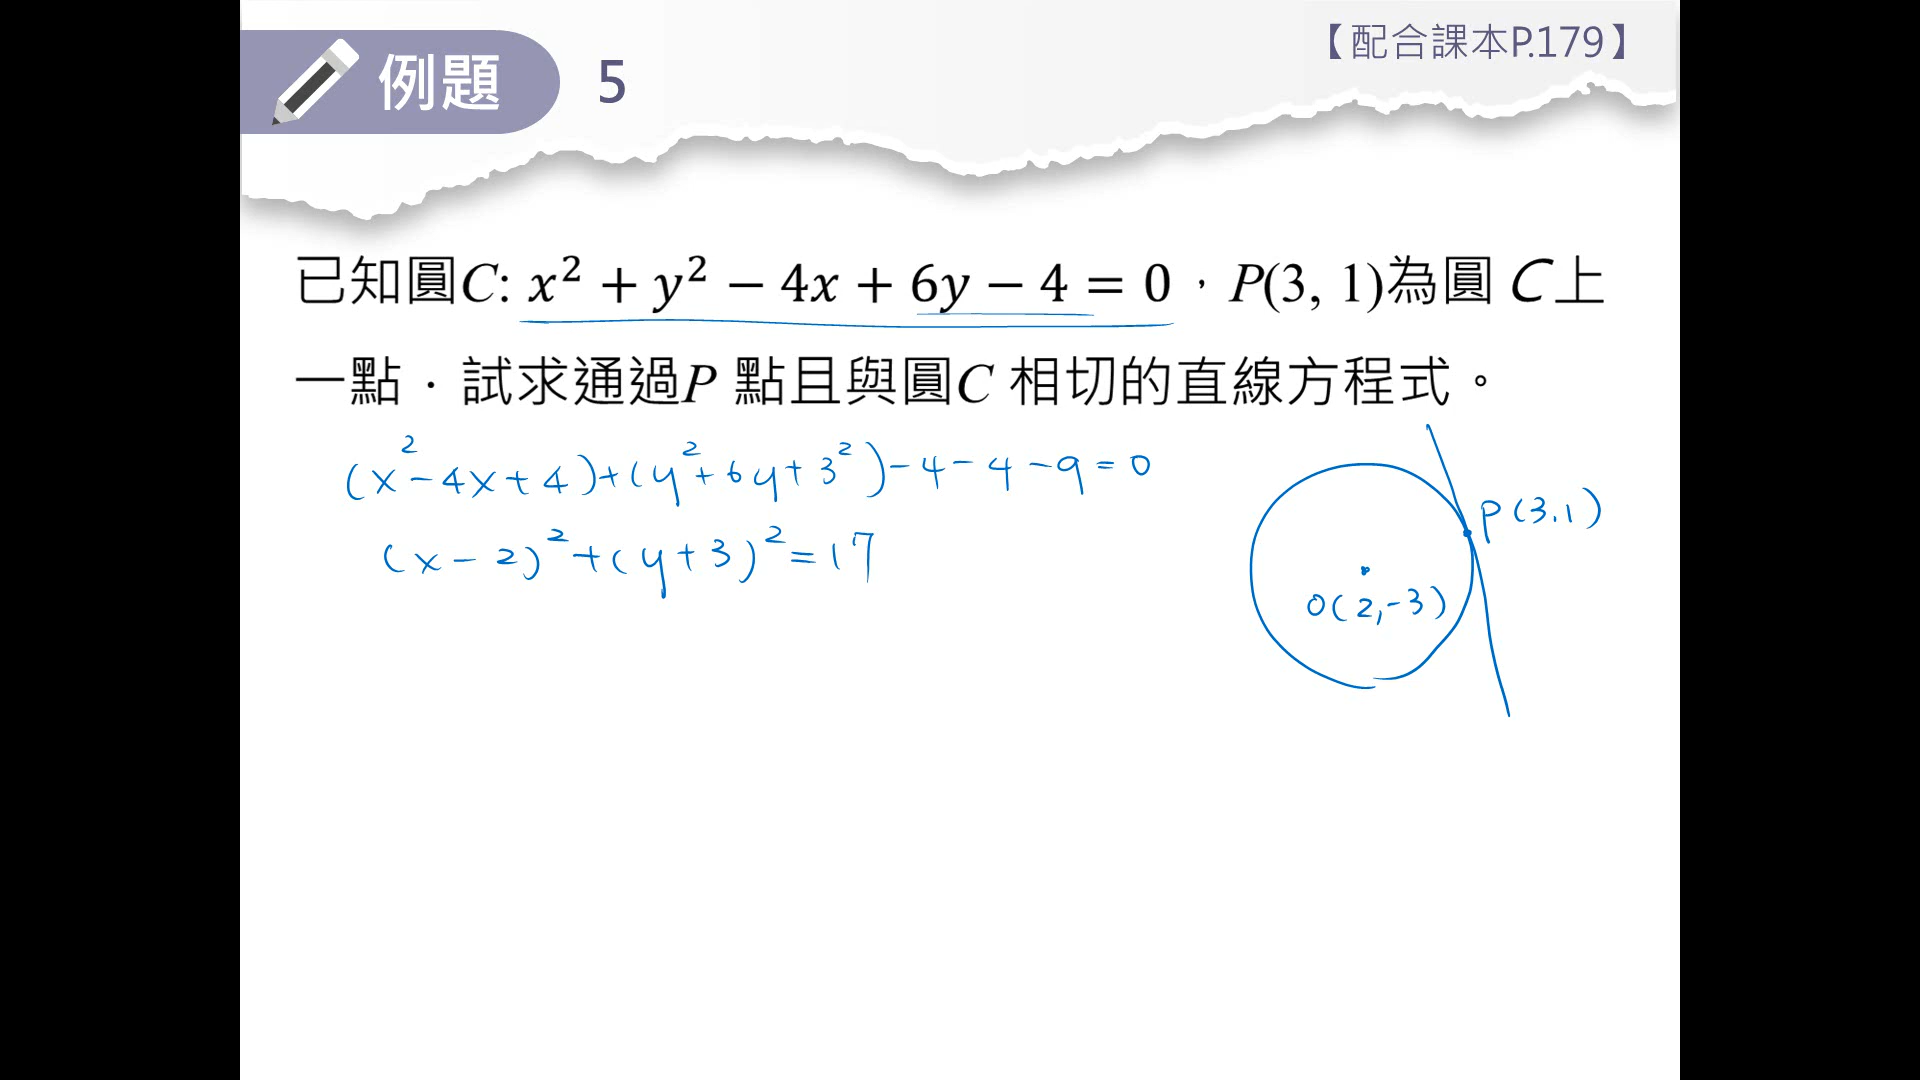 例題 5
【配合課本P.179】
已知圓C: x² + y² − 4x + 6y − 4 = 0，P(3, 1)為圓 C上
一點．試求通過P 點且與圓C 相切的直線方程式。
(x²-4x+4)+(y²+6y+3²)-4-4-9=0
(x-2)²+(y+3)²=17
P(3,1)
O(2,-3)